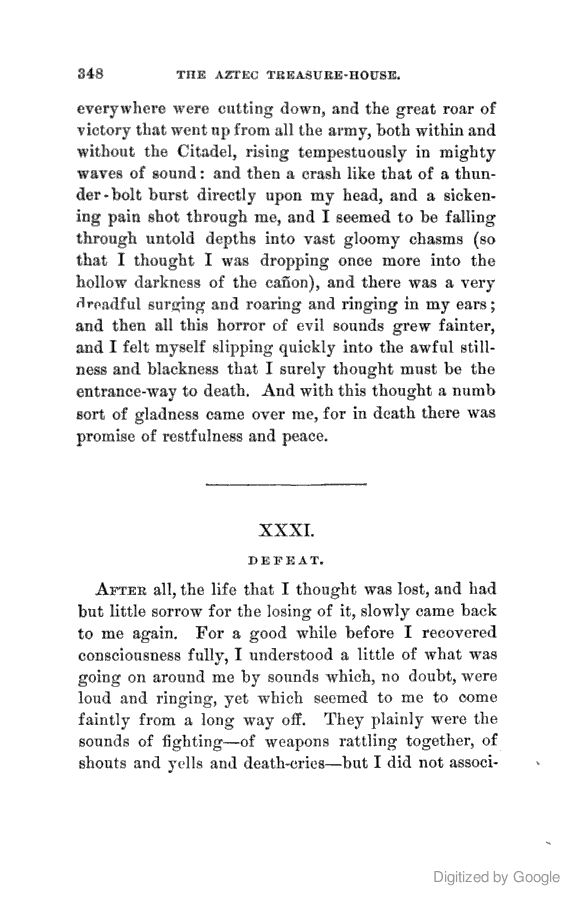 348 THE AZTEC TREASURE-HOUSE.
everywhere were cutting down, and the great roar of
victory that went up from all the army, both within and
without the Citadel, rising tempestuously in mighty
waves of sound: and then a crash like that of a thun-
der-bolt burst directly upon my head, and a sicken-
ing pain shot through me, and I seemed to be falling
through untold depths into vast gloomy chasms (so
that I thought I was dropping once more into the
hollow darkness of the cañon), and there was a very
dreadful surging and roaring and ringing in my ears;
and then all this horror of evil sounds grew fainter,
and I felt myself slipping quickly into the awful still-
ness and blackness that I surely thought must be the
entrance-way to death. And with this thought a numb
sort of gladness came over me, for in death there was
promise of restfulness and peace.
XXXI.
DEFEAT.
AFTER all, the life that I thought was lost, and had
but little sorrow for the losing of it, slowly came back
to me again. For a good while before I recovered
consciousness fully, I understood a little of what was
going on around me by sounds which, no doubt, were
loud and ringing, yet which seemed to me to come
faintly from a long way off. They plainly were the
sounds of fighting—of weapons rattling together, of
shouts and yells and death-cries—but I did not associ-
Digitized by Google